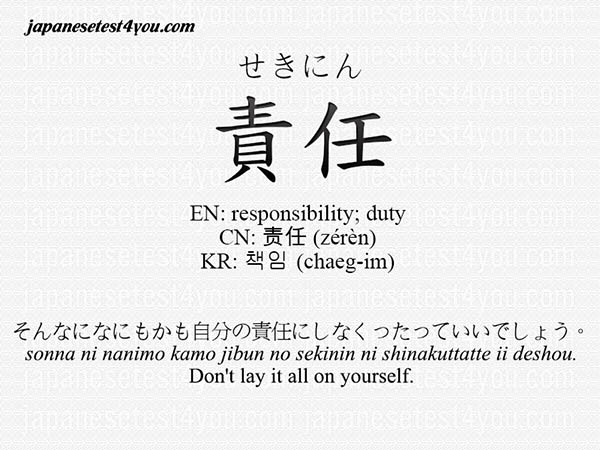 japanesetest4you.com
せきにん
責任
EN: responsibility; duty
CN: 责任 (zérèn)
KR: 책임 (chaeg-im)
そんなになにもかも自分の責任にしなくったっていいでしょう。
sonna ni nanimo kamo jibun no sekinin ni shinakuttatte ii deshou.
Don't lay it all on yourself.